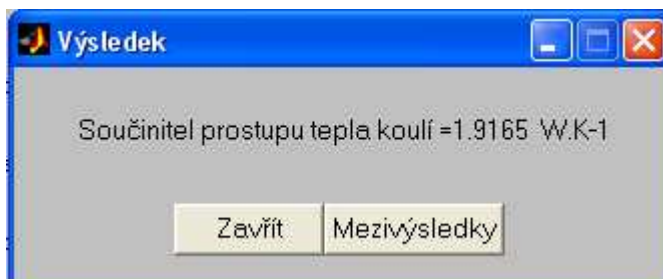 Výsledek
Součinitel prostupu tepla koulí =1.9165 W.K-1
Zavřít Mezivýsledky